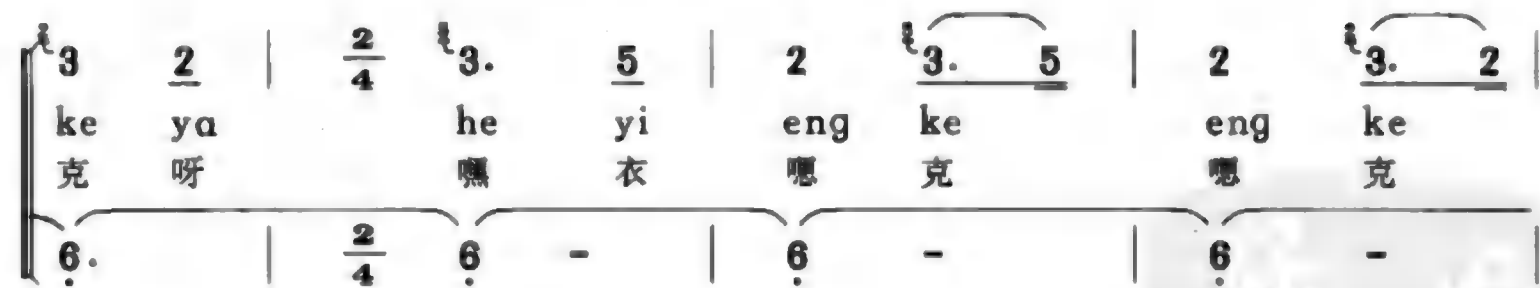 3 2 | 2/4 3. 5 | 2 3. 5 | 2 3. 2 |
ke ya he yi eng ke eng ke
克 呀 嘿 衣 嗯 克 嗯 克
6. | 2/4 6 - | 6 - | 6 - |